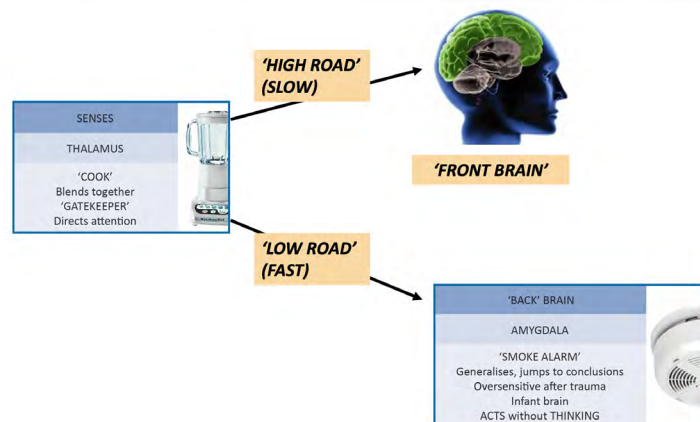 'HIGH ROAD'
(SLOW)
SENSES
THALAMUS
'COOK'
Blends together
'GATEKEEPER'
Directs attention
'FRONT BRAIN'
'LOW ROAD'
(FAST)
'BACK' BRAIN
AMYGDALA
'SMOKE ALARM'
Generalises, jumps to conclusions
Oversensitive after trauma
Infant brain
ACTS without THINKING